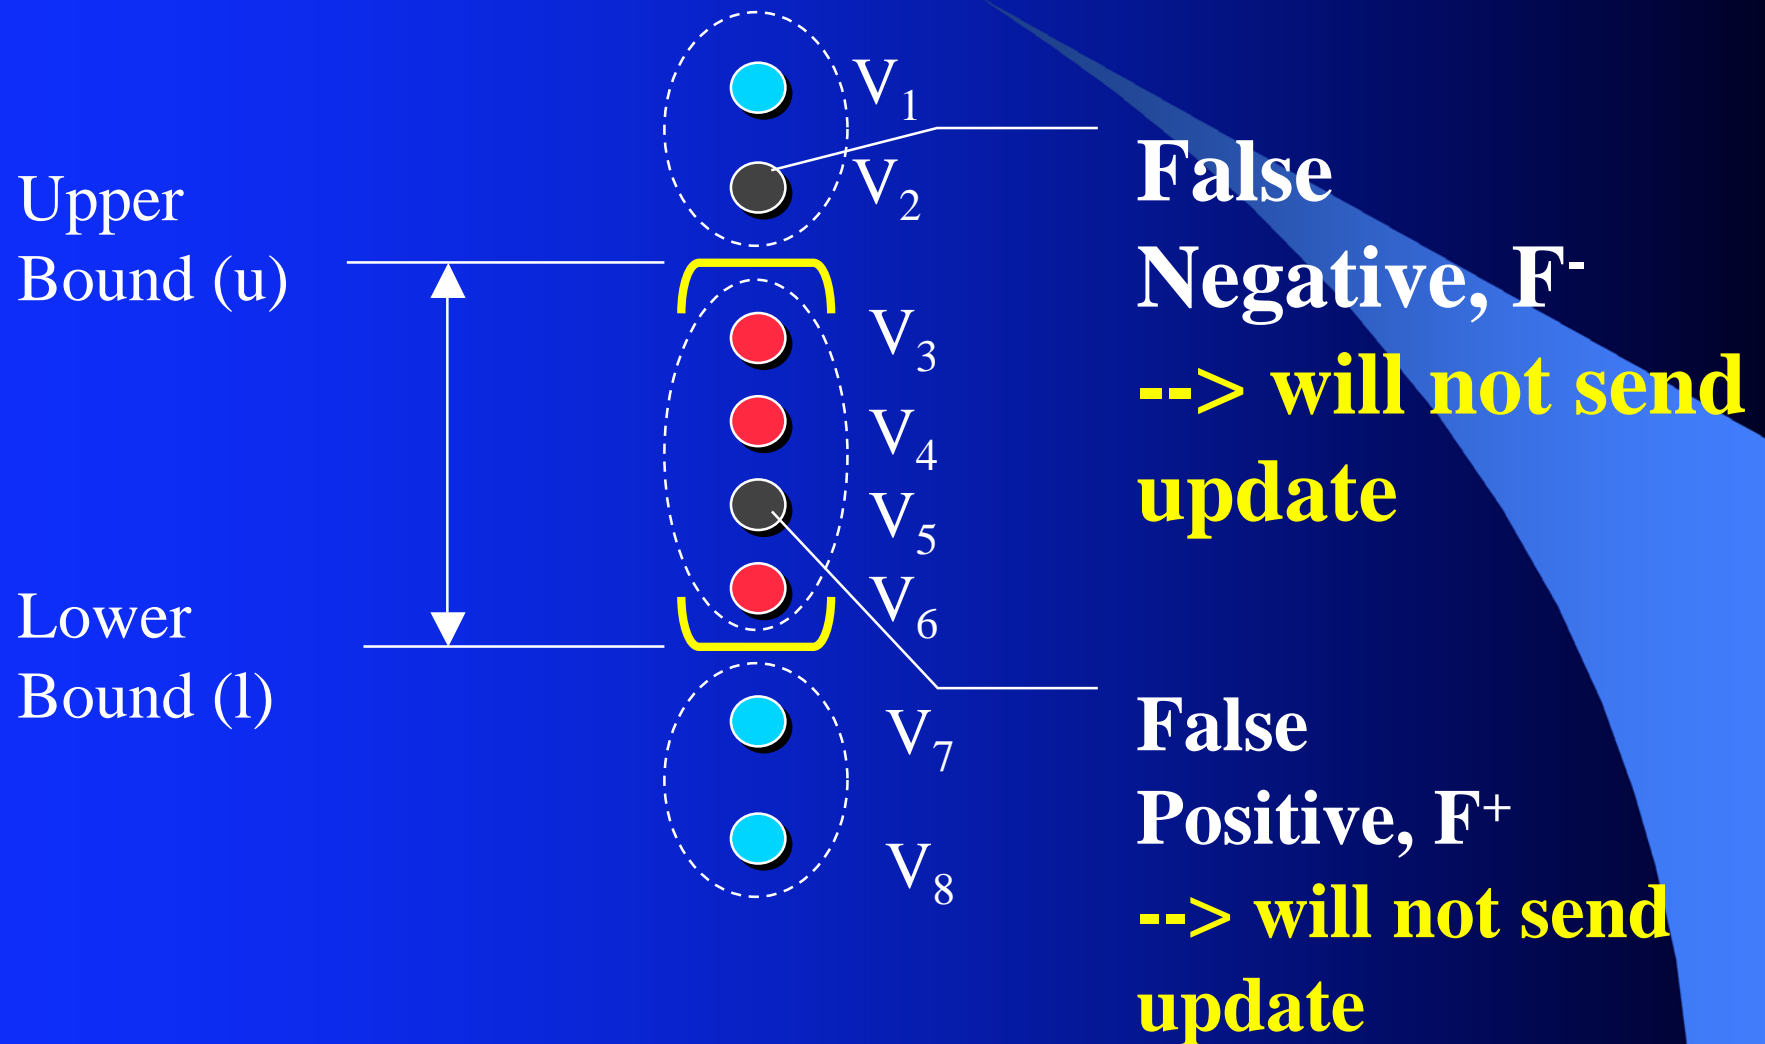 Upper
Bound (u)
Lower
Bound (l)
V₁
V₂
V₃
V₄
V₅
V₆
V₇
V₈
False
Negative, F⁻
--> will not send
update
False
Positive, F⁺
--> will not send
update